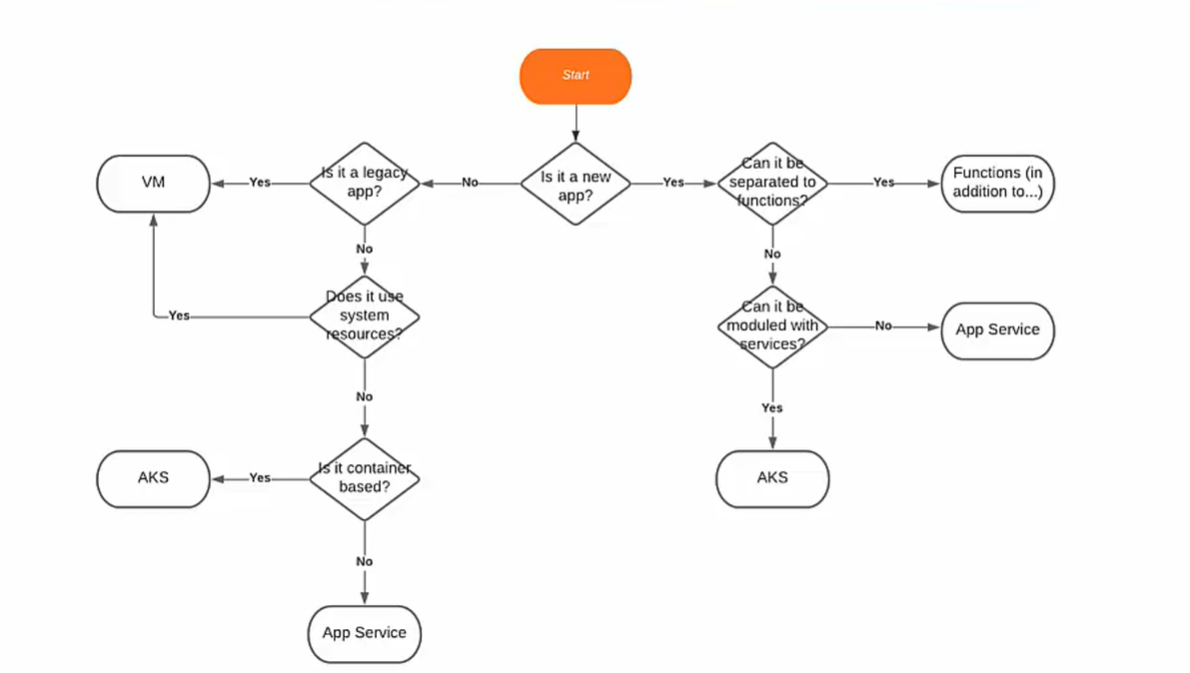 Start
Is it a new
app?
No
Yes
Is it a legacy
app?
Yes
VM
No
Does it use
system
resources?
Yes
No
Is it container
based?
Yes
AKS
No
App Service
Can it be
separated to
functions?
Yes
Functions (in
addition to...)
No
Can it be
moduled with
services?
No
App Service
Yes
AKS